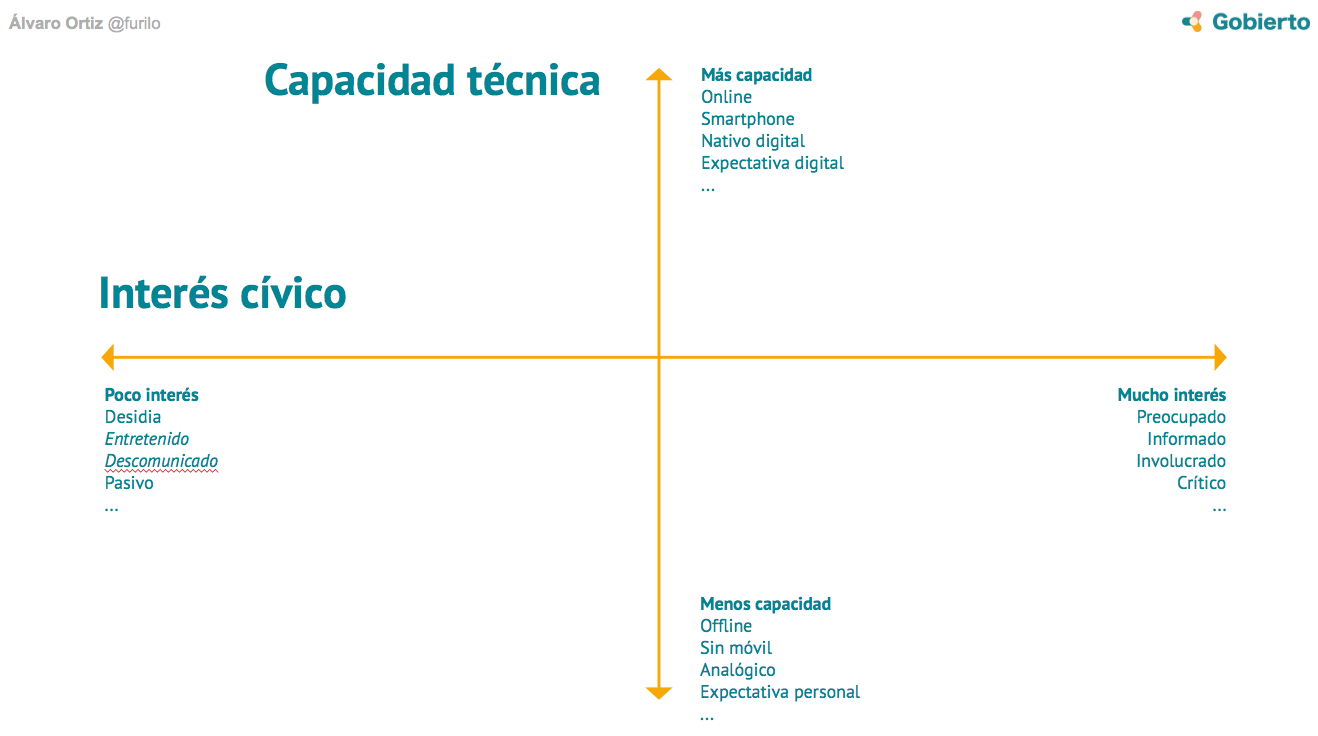 Álvaro Ortiz @furilo
Gobierto
Capacidad técnica
Más capacidad
Online
Smartphone
Nativo digital
Expectativa digital
...
Interés cívico
Poco interés
Desidia
Entretenido
Descomunicado
Pasivo
...
Mucho interés
Preocupado
Informado
Involucrado
Crítico
...
Menos capacidad
Offline
Sin móvil
Analógico
Expectativa personal
...